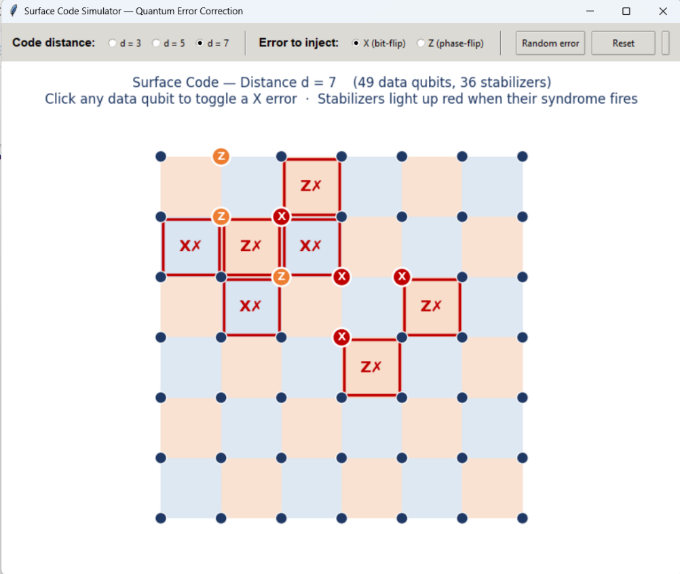 Surface Code Simulator — Quantum Error Correction
Code distance: d = 3 d = 5 d = 7 Error to inject: X (bit-flip) Z (phase-flip) Random error Reset
Surface Code — Distance d = 7 (49 data qubits, 36 stabilizers)
Click any data qubit to toggle a X error · Stabilizers light up red when their syndrome fires
Z
Z✗
Z X
X✗ Z✗ X✗
Z X X
X✗ Z✗
X
Z✗